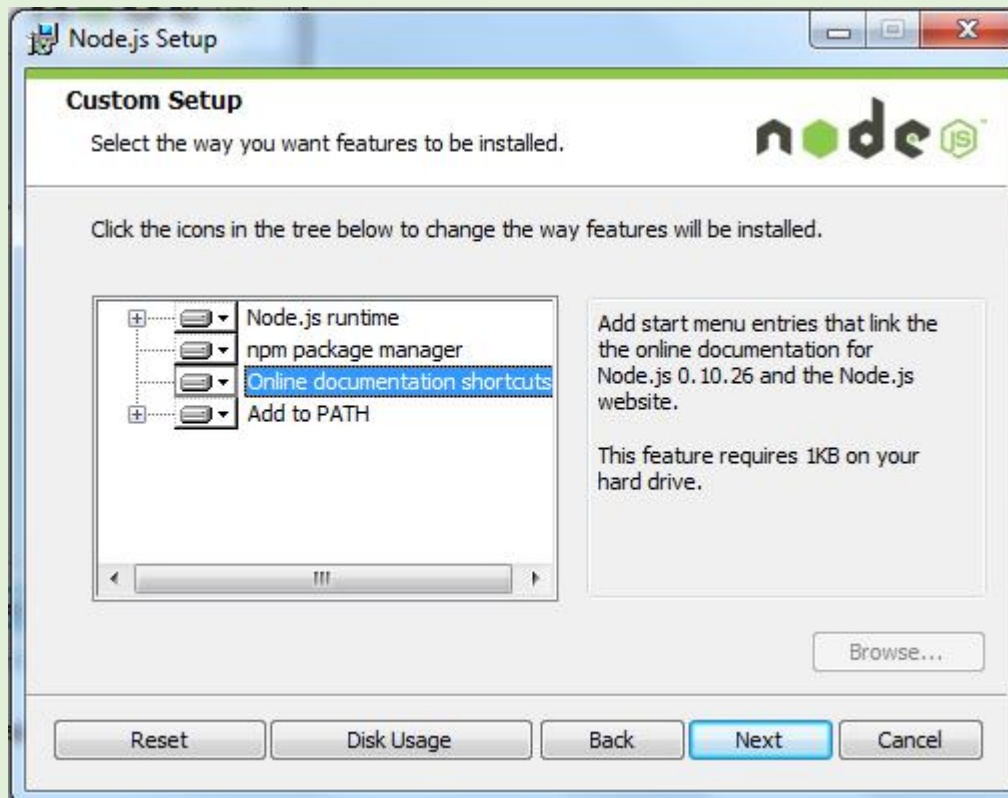 Node.js Setup
Custom Setup
Select the way you want features to be installed.
node JS™
Click the icons in the tree below to change the way features will be installed.
Node.js runtime
npm package manager
Online documentation shortcuts
Add to PATH
Add start menu entries that link the
the online documentation for
Node.js 0.10.26 and the Node.js
website.
This feature requires 1KB on your
hard drive.
Browse...
Reset
Disk Usage
Back
Next
Cancel